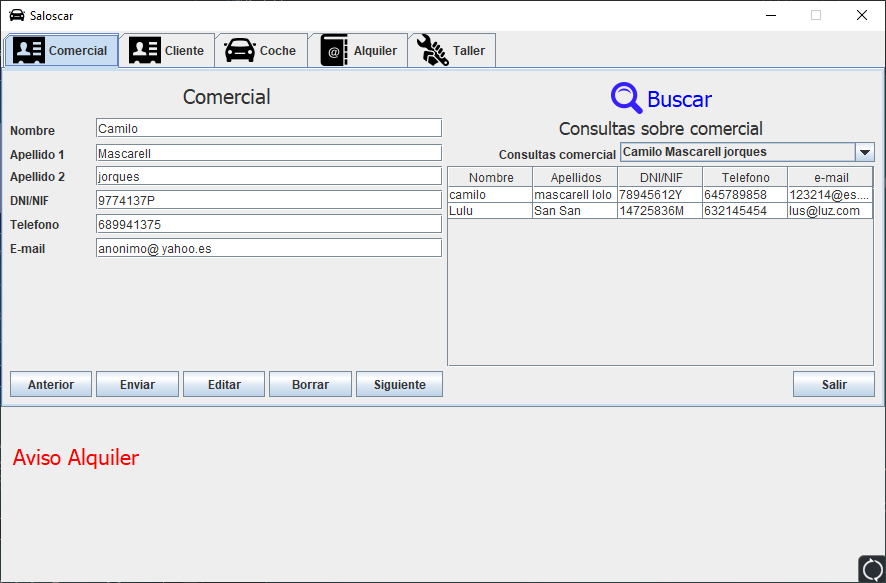 Saloscar
Comercial Cliente Coche Alquiler Taller
Comercial
Nombre Camilo
Apellido 1 Mascarell
Apellido 2 jorques
DNI/NIF 9774137P
Telefono 689941375
E-mail anonimo@yahoo.es
Anterior Enviar Editar Borrar Siguiente
Buscar
Consultas sobre comercial
Consultas comercial Camilo Mascarell jorques
Nombre Apellidos DNI/NIF Telefono e-mail
camilo mascarell lolo 78945612Y 645789858 123214@es....
Lulu San San 14725836M 632145454 lus@luz.com
Salir
Aviso Alquiler